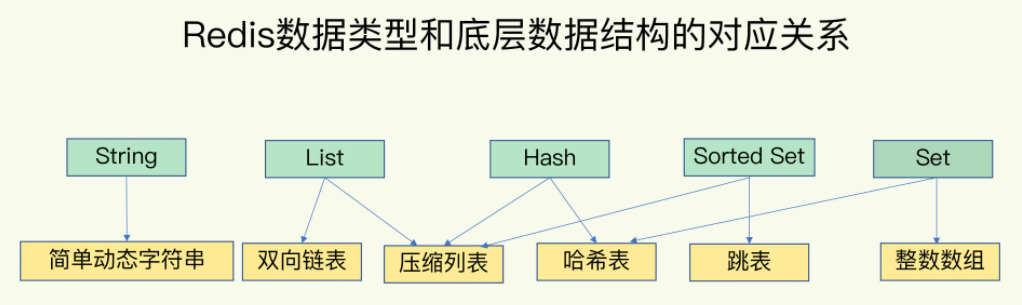 Redis数据类型和底层数据结构的对应关系
String
List
Hash
Sorted Set
Set
简单动态字符串
双向链表
压缩列表
哈希表
跳表
整数数组